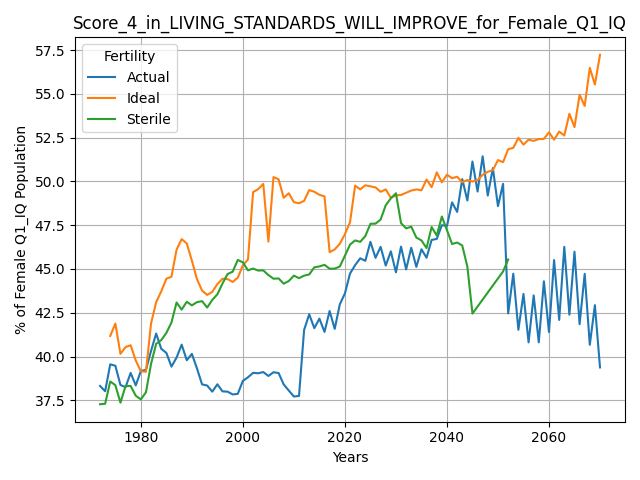 Score_4_in_LIVING_STANDARDS_WILL_IMPROVE_for_Female_Q1_IQ
Fertility
Actual
Ideal
Sterile
% of Female Q1_IQ Population
57.5
55.0
52.5
50.0
47.5
45.0
42.5
40.0
37.5
1980
2000
2020
2040
2060
Years